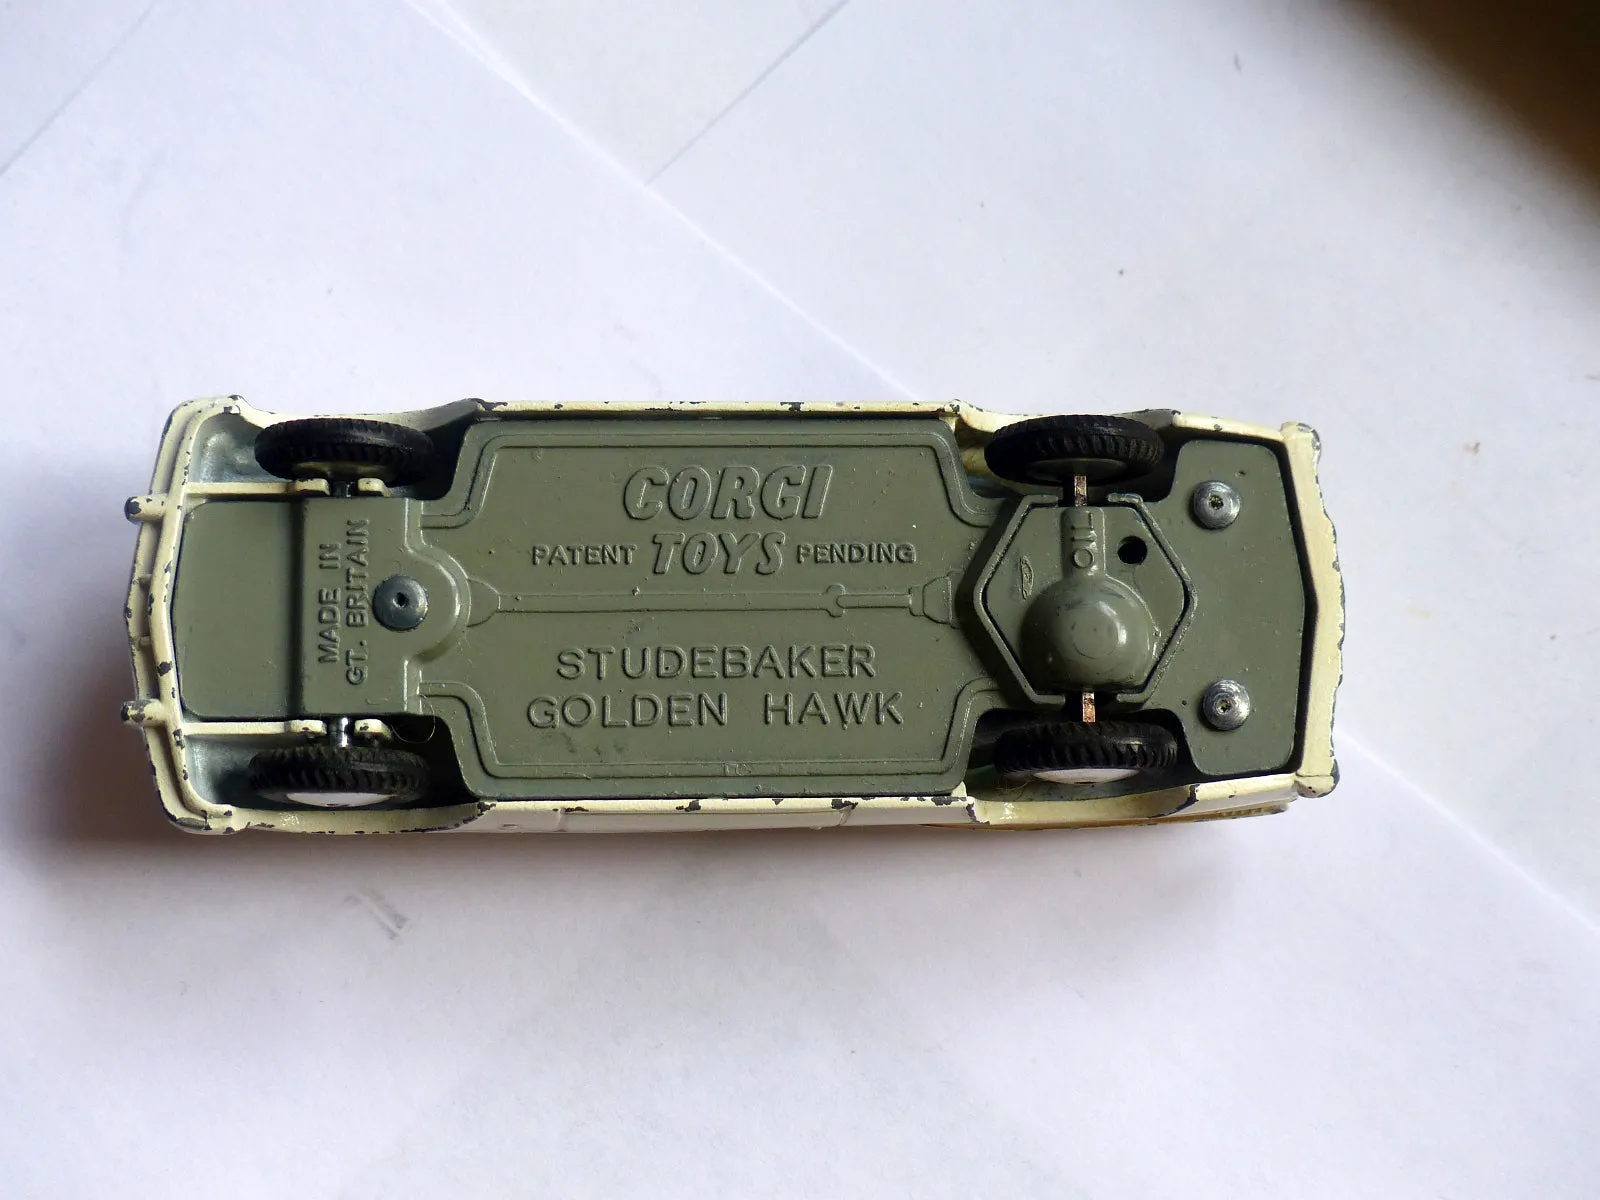 CORGI
PATENT TOYS PENDING
STUDEBAKER
GOLDEN HAWK
MADE IN
GT. BRITAIN
OIL